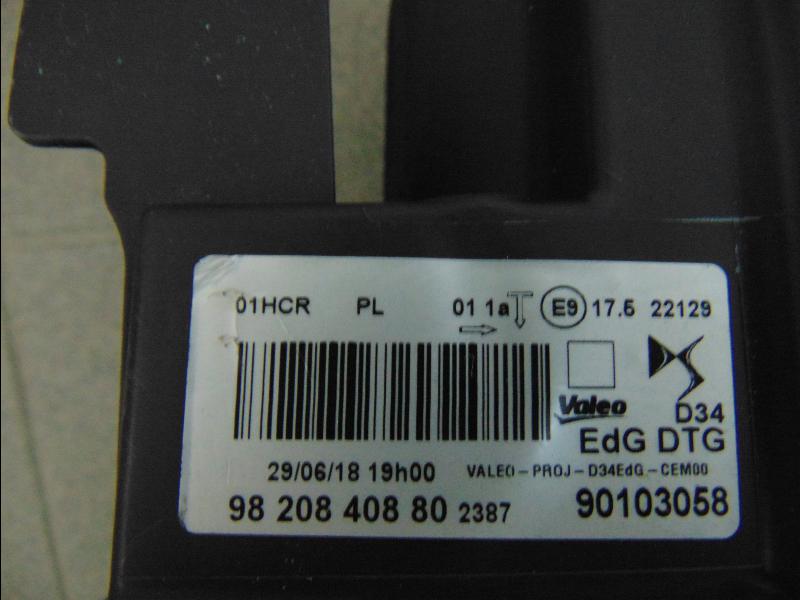 01HCR PL 01 1a E9 17.5 22129
Valeo D34
EdG DTG
29/06/18 19h00 VALEO-PROJ-D34EdG-CEM00
98 208 408 80 2387 90103058